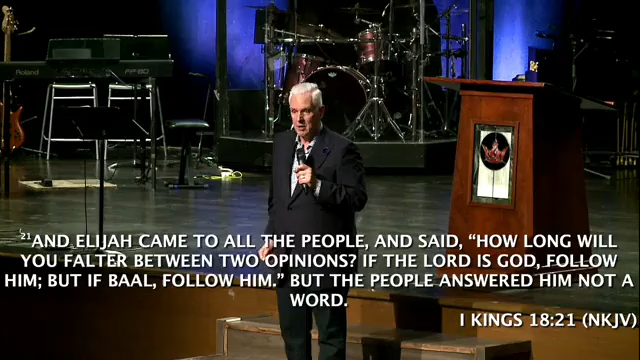 Roland
²¹AND ELIJAH CAME TO ALL THE PEOPLE, AND SAID, “HOW LONG WILL
YOU FALTER BETWEEN TWO OPINIONS? IF THE LORD IS GOD, FOLLOW
HIM; BUT IF BAAL, FOLLOW HIM.” BUT THE PEOPLE ANSWERED HIM NOT A
WORD.
I KINGS 18:21 (NKJV)